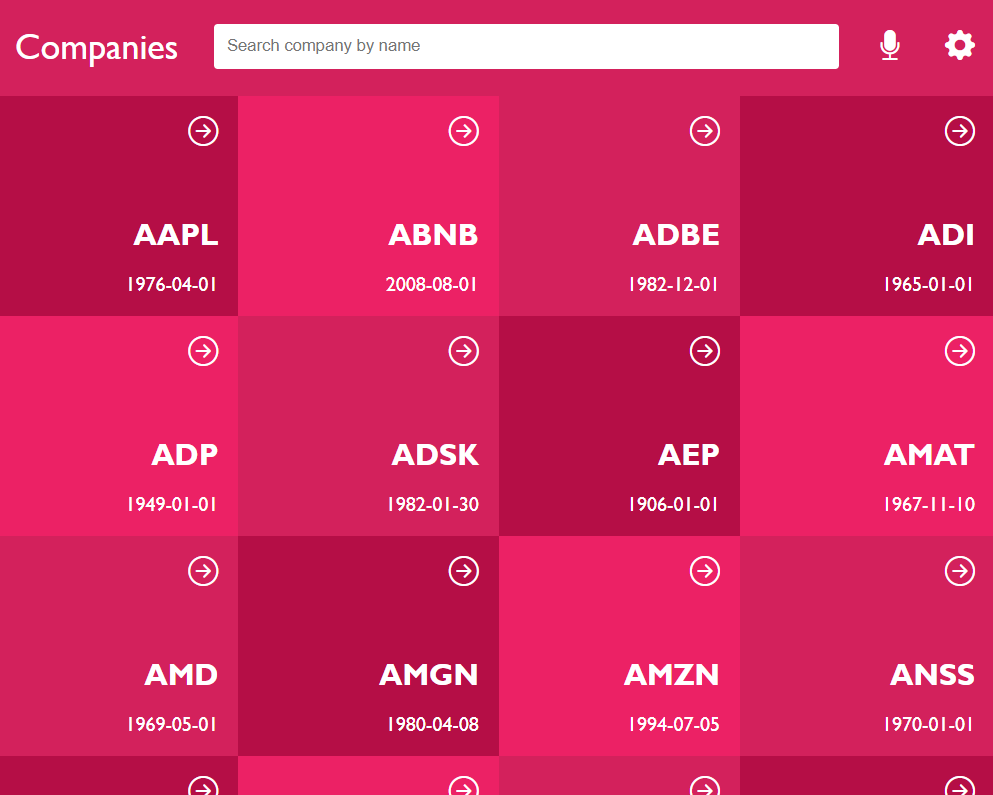 Companies
Search company by name
AAPL
1976-04-01
ABNB
2008-08-01
ADBE
1982-12-01
ADI
1965-01-01
ADP
1949-01-01
ADSK
1982-01-30
AEP
1906-01-01
AMAT
1967-11-10
AMD
1969-05-01
AMGN
1980-04-08
AMZN
1994-07-05
ANSS
1970-01-01